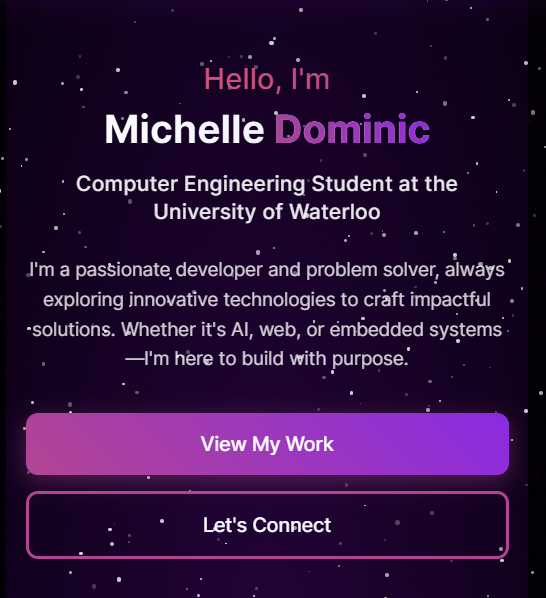 Hello, I'm
Michelle Dominic
Computer Engineering Student at the
University of Waterloo
I'm a passionate developer and problem solver, always
exploring innovative technologies to craft impactful
solutions. Whether it's AI, web, or embedded systems
—I'm here to build with purpose.
View My Work
Let's Connect